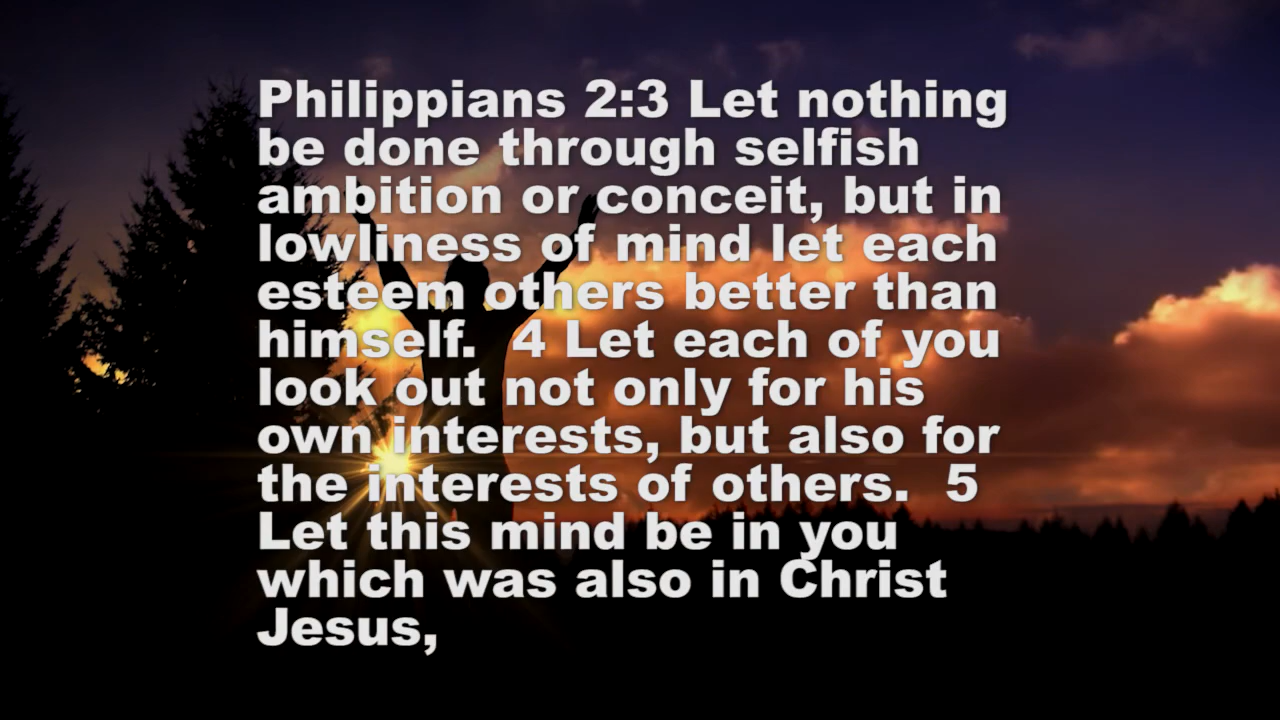 Philippians 2:3 Let nothing
be done through selfish
ambition or conceit, but in
lowliness of mind let each
esteem others better than
himself.  4 Let each of you
look out not only for his
own interests, but also for
the interests of others.  5
Let this mind be in you
which was also in Christ
Jesus,